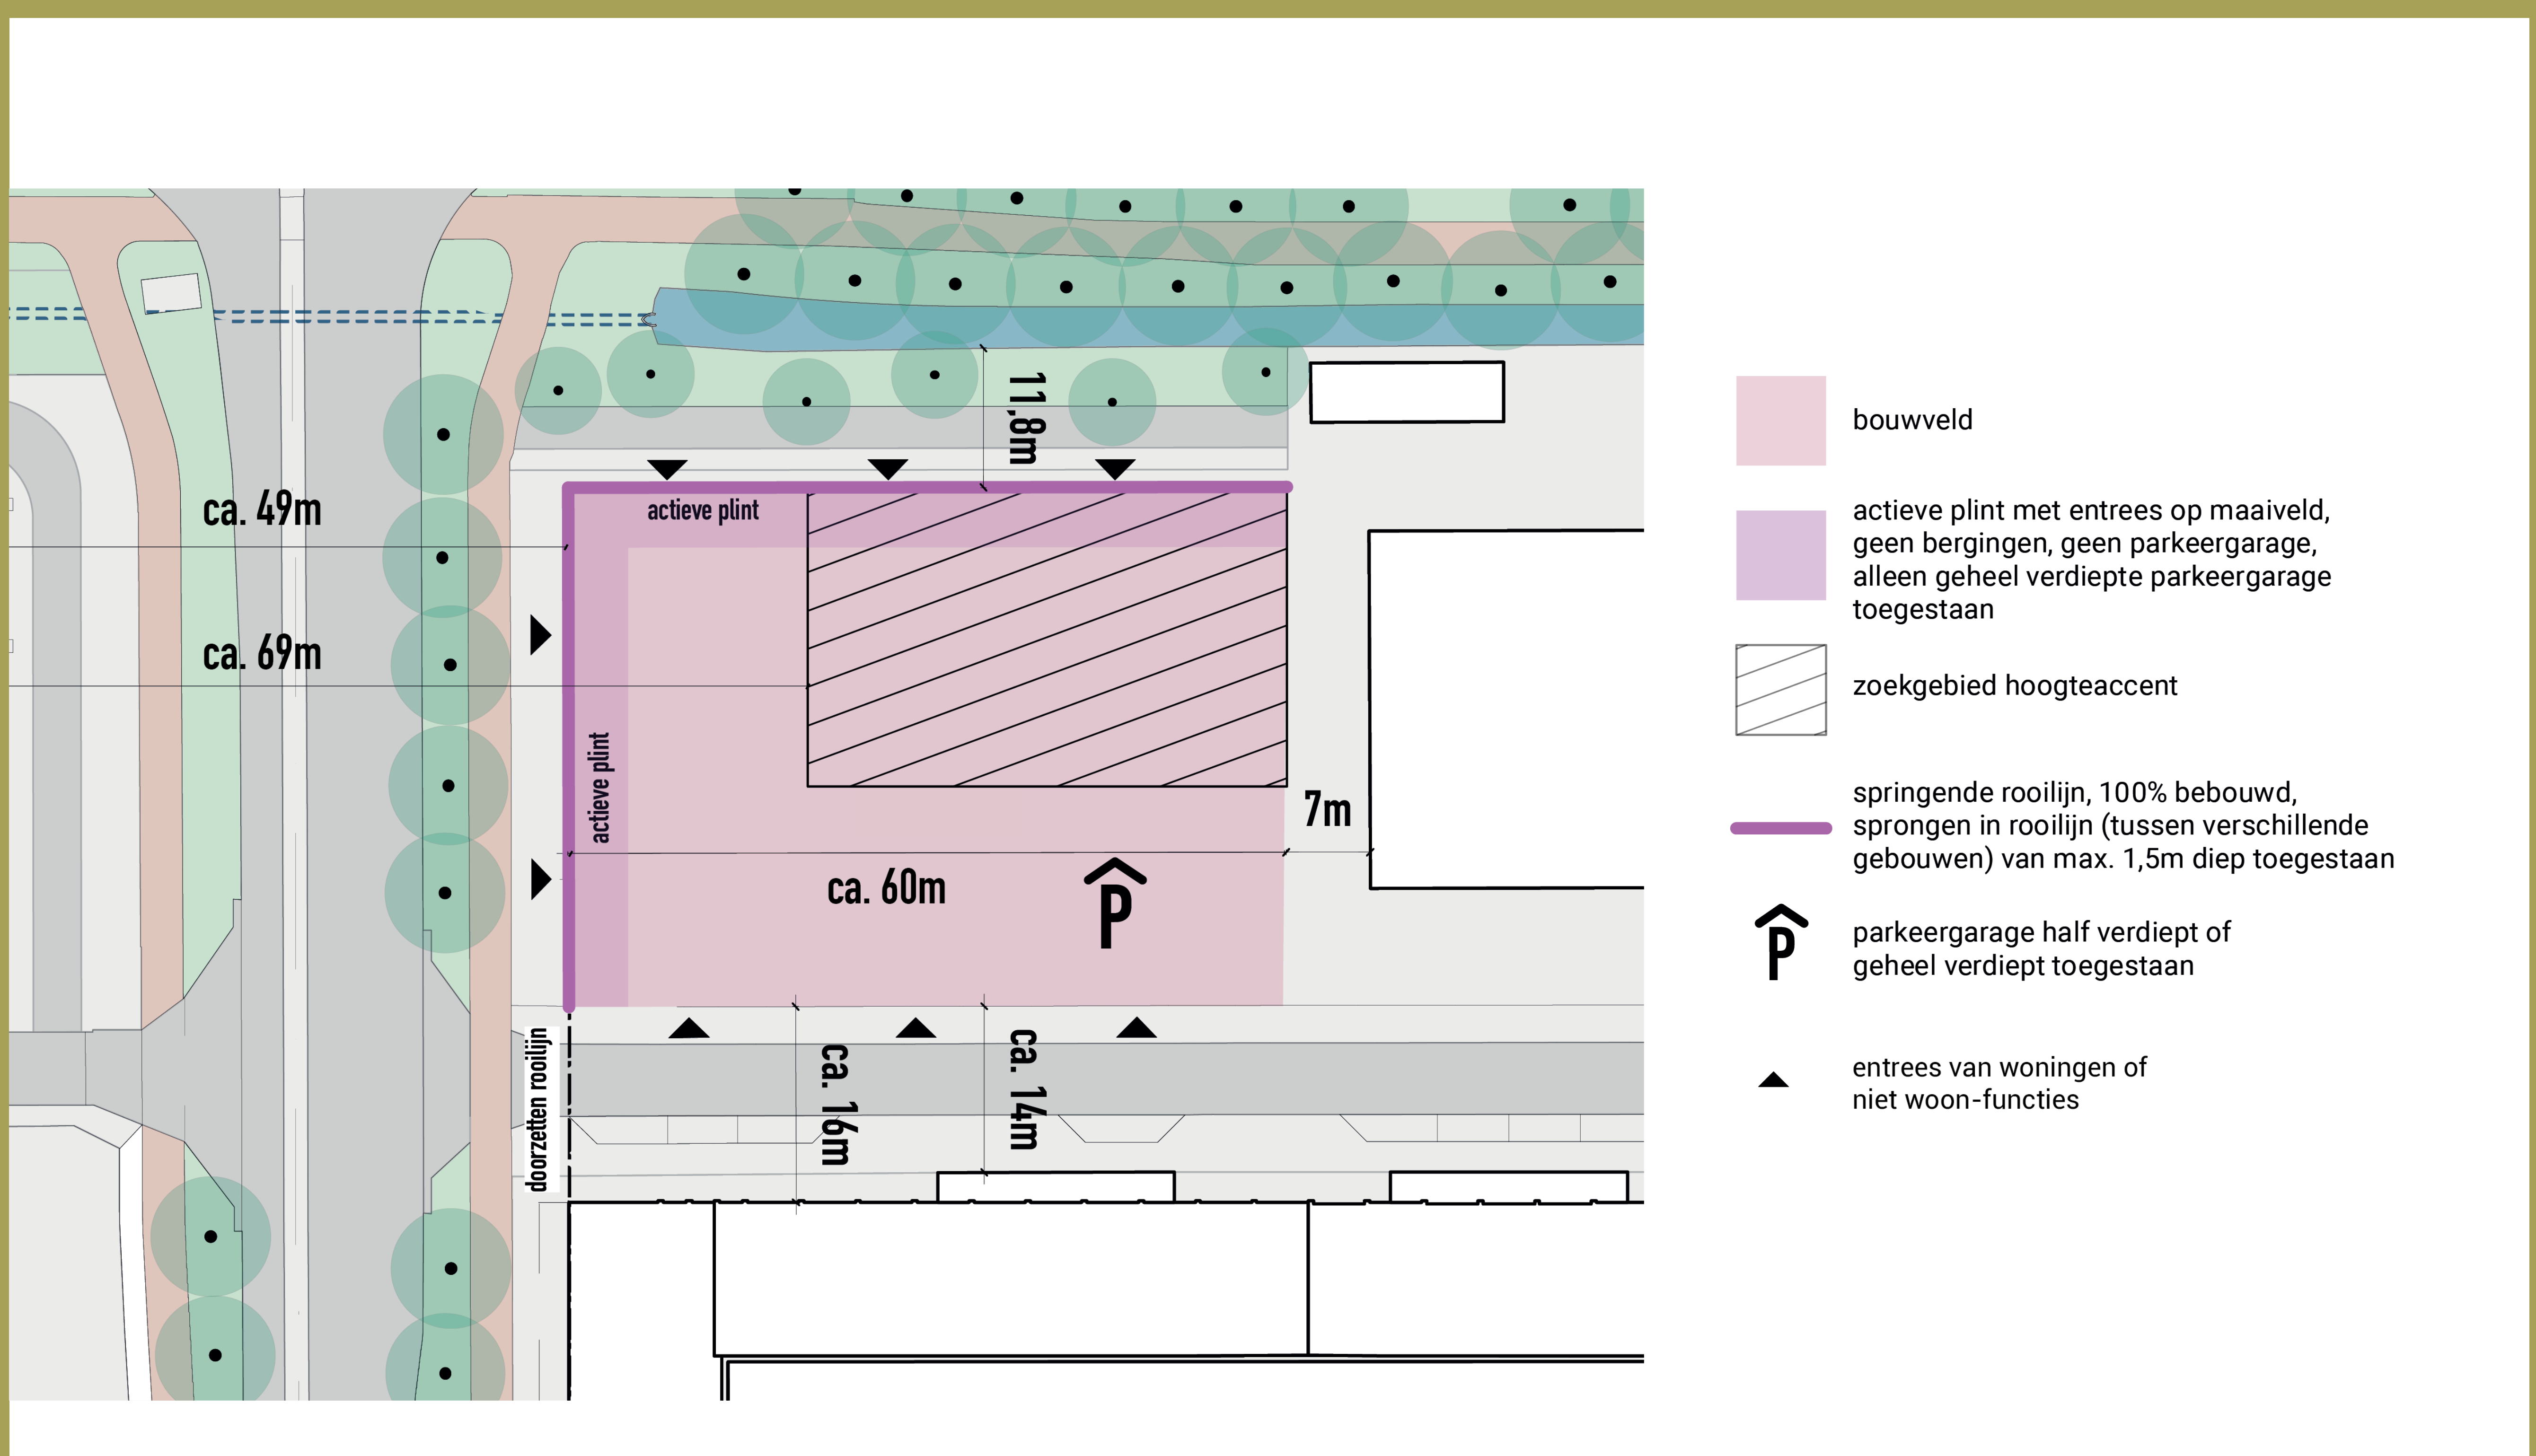 11,8m
ca. 49m
actieve plint
ca. 69m
actieve plint
7m
ca. 60m
P
doorzetten rooilijn
ca. 16m
ca. 14m
bouwveld
actieve plint met entrees op maaiveld,
geen bergingen, geen parkeergarage,
alleen geheel verdiepte parkeergarage
toegestaan
zoekgebied hoogteaccent
springende rooilijn, 100% bebouwd,
sprongen in rooilijn (tussen verschillende
gebouwen) van max. 1,5m diep toegestaan
P
parkeergarage half verdiept of
geheel verdiept toegestaan
entrees van woningen of
niet woon-functies